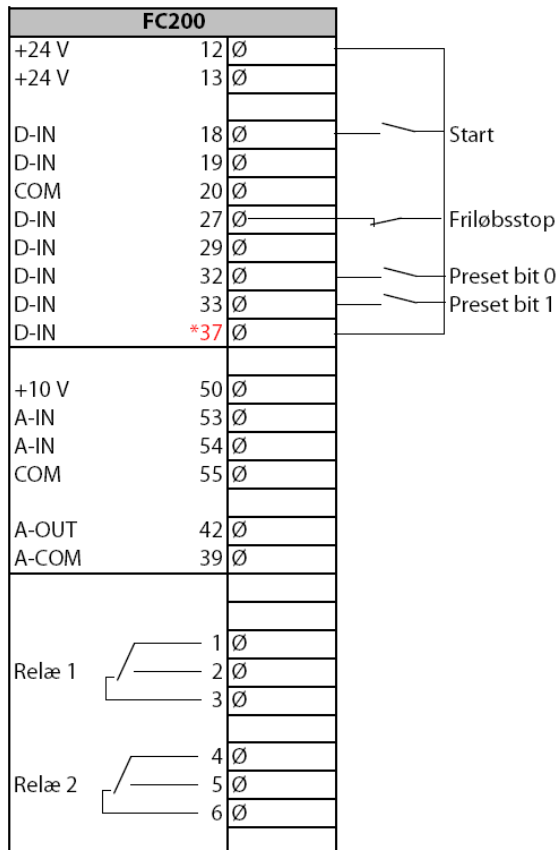 FC200
+24 V 12 Ø
+24 V 13 Ø
D-IN 18 Ø Start
D-IN 19 Ø
COM 20 Ø
D-IN 27 Ø Friløbsstop
D-IN 29 Ø
D-IN 32 Ø Preset bit 0
D-IN 33 Ø Preset bit 1
D-IN *37 Ø
+10 V 50 Ø
A-IN 53 Ø
A-IN 54 Ø
COM 55 Ø
A-OUT 42 Ø
A-COM 39 Ø
1 Ø
Relæ 1 2 Ø
3 Ø
4 Ø
Relæ 2 5 Ø
6 Ø